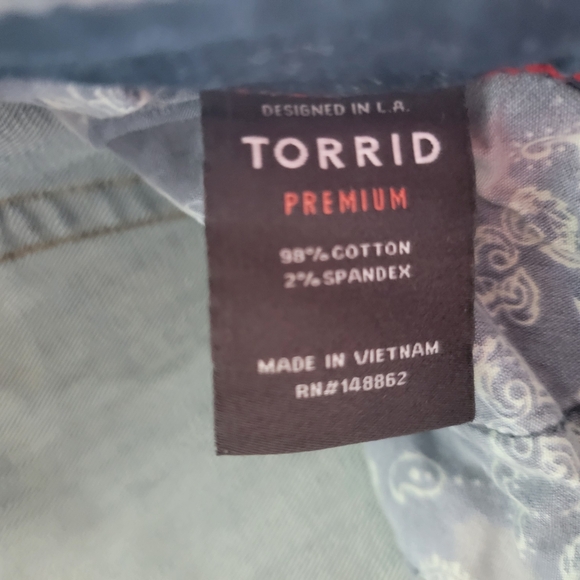 DESIGNED IN L.A.
TORRID
PREMIUM
98% COTTON
2% SPANDEX
MADE IN VIETNAM
RN#148862